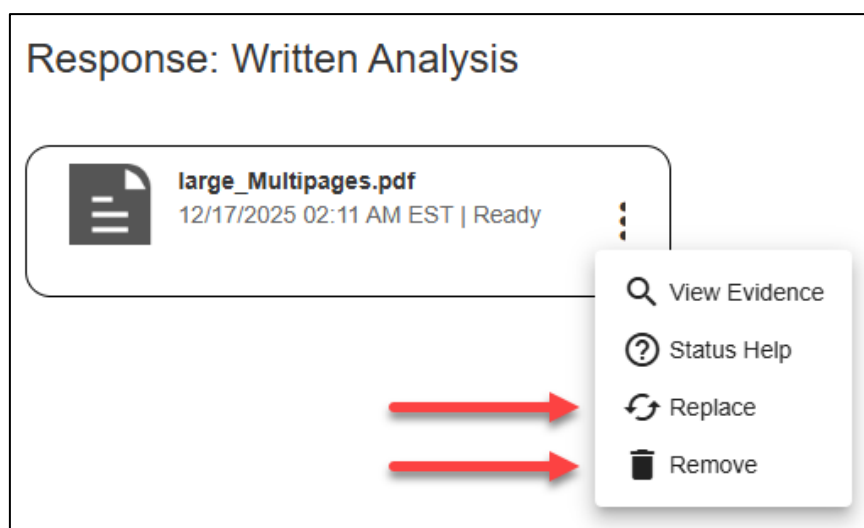 Response: Written Analysis
large_Multipages.pdf
12/17/2025 02:11 AM EST | Ready
View Evidence
Status Help
Replace
Remove